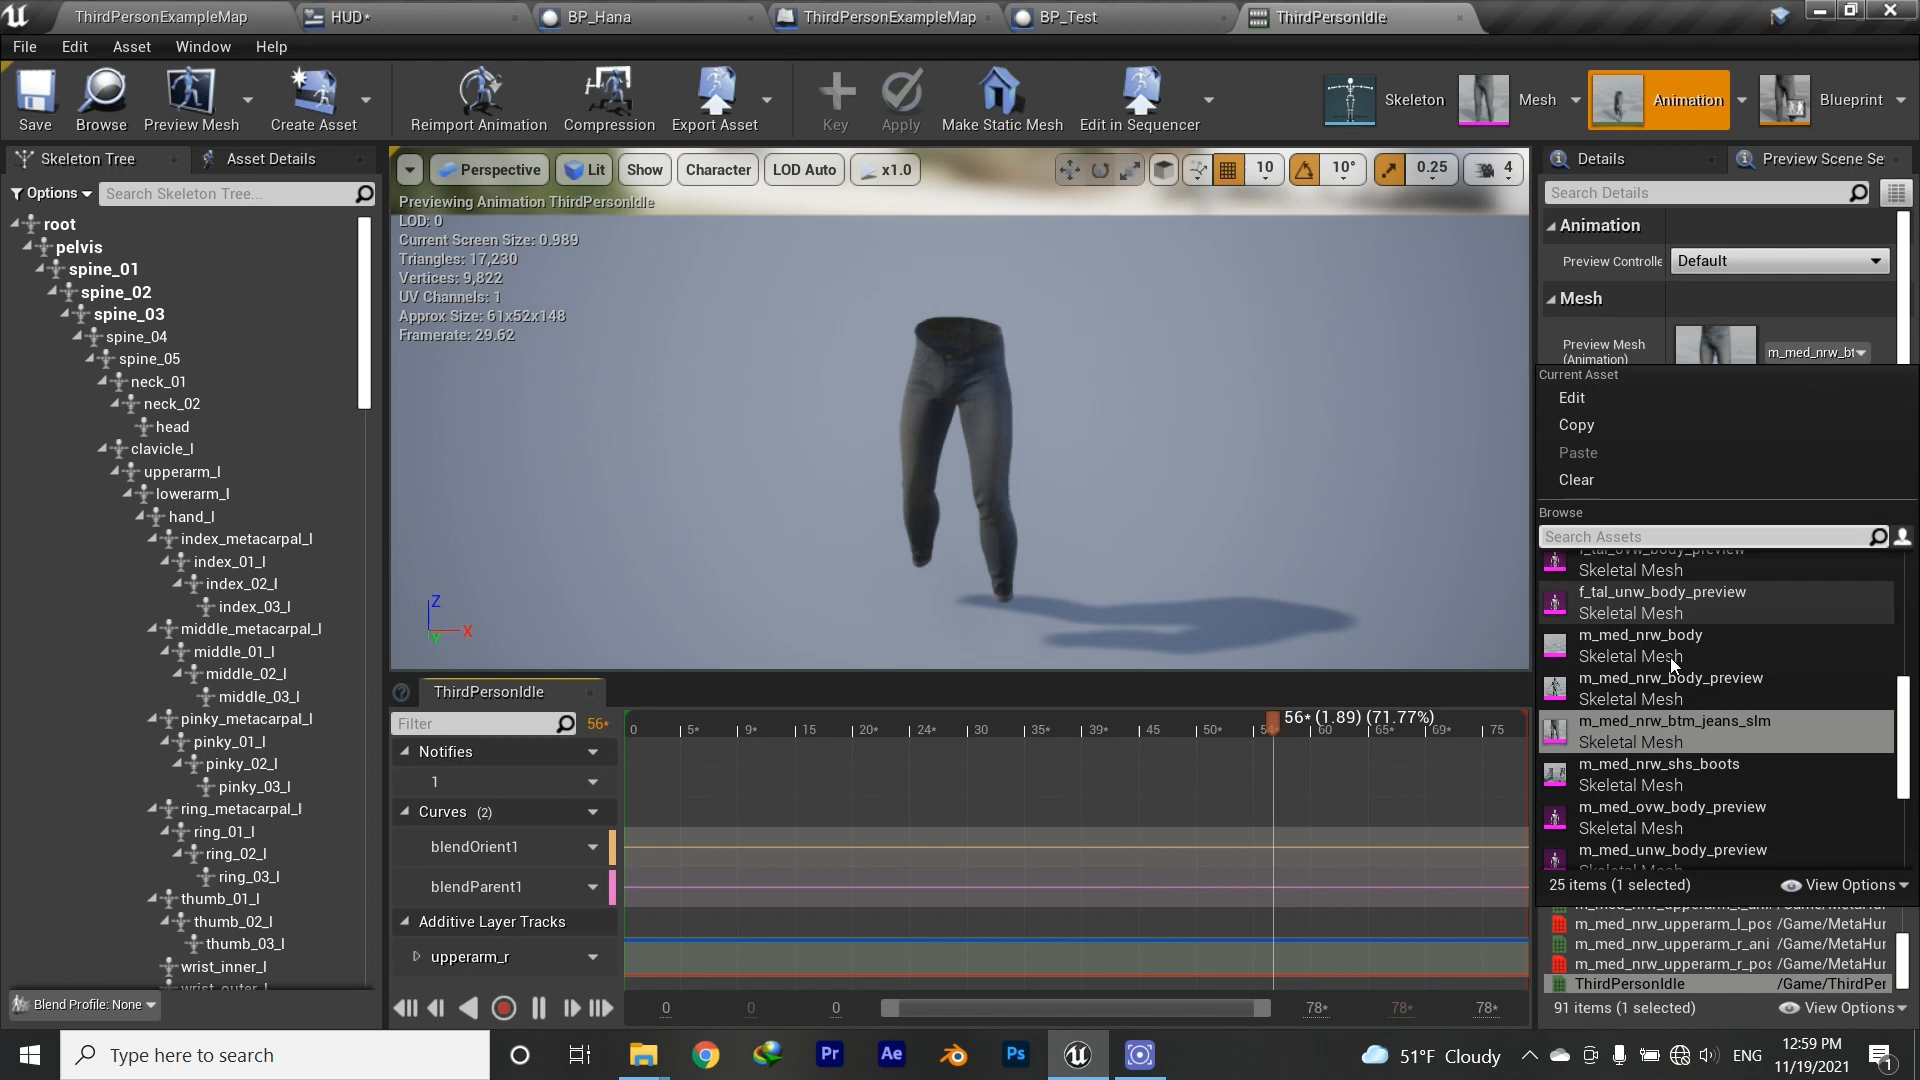 ThirdPersonExampleMap
HUD*
BP_Hana
ThirdPersonExampleMap
BP_Test
ThirdPersonIdle
File Edit Asset Window Help
Save
Browse
Preview Mesh
Create Asset
Reimport Animation
Compression
Export Asset
Key
Apply
Make Static Mesh
Edit in Sequencer
Skeleton
Mesh
Animation
Blueprint
Skeleton Tree
Asset Details
Options
Search Skeleton Tree...
root
pelvis
spine_01
spine_02
spine_03
spine_04
spine_05
neck_01
neck_02
head
clavicle_l
upperarm_l
lowerarm_l
hand_l
index_metacarpal_l
index_01_l
index_02_l
index_03_l
middle_metacarpal_l
middle_01_l
middle_02_l
middle_03_l
pinky_metacarpal_l
pinky_01_l
pinky_02_l
pinky_03_l
ring_metacarpal_l
ring_01_l
ring_02_l
ring_03_l
thumb_01_l
thumb_02_l
thumb_03_l
wrist_inner_l
wrist_outer_l
Blend Profile: None
Perspective
Lit
Show
Character
LOD Auto
x1.0
10
10°
0.25
4
Previewing Animation ThirdPersonIdle
LOD: 0
Current Screen Size: 0.989
Triangles: 17,230
Vertices: 9,822
UV Channels: 1
Approx Size: 61x52x148
Framerate: 29.62
Z
X
Y
ThirdPersonIdle
Filter
56*
0 5* 9* 15 20* 24* 30 35* 39* 45 50* 54 60 65* 69* 75
56* (1.89) (71.77%)
Notifies
1
Curves (2)
blendOrient1
blendParent1
Additive Layer Tracks
upperarm_r
0 0 0 78* 78* 78*
Details
Preview Scene Se
Search Details
Animation
Preview Controlle
Default
Mesh
Preview Mesh
(Animation)
m_med_nrw_bt
Current Asset
Edit
Copy
Paste
Clear
Browse
Search Assets
f_tal_ovw_body_preview
Skeletal Mesh
f_tal_unw_body_preview
Skeletal Mesh
m_med_nrw_body
Skeletal Mesh
m_med_nrw_body_preview
Skeletal Mesh
m_med_nrw_btm_jeans_slm
Skeletal Mesh
m_med_nrw_shs_boots
Skeletal Mesh
m_med_ovw_body_preview
Skeletal Mesh
m_med_unw_body_preview
Skeletal Mesh
25 items (1 selected)
View Options
m_med_nrw_upperarm_l_ani /Game/MetaHur
m_med_nrw_upperarm_l_pos /Game/MetaHur
m_med_nrw_upperarm_r_ani /Game/MetaHur
m_med_nrw_upperarm_r_pos /Game/MetaHur
ThirdPersonIdle /Game/ThirdPer
91 items (1 selected)
View Options
Type here to search
Pr
Ae
Ps
51°F Cloudy
ENG
12:59 PM
11/19/2021
1